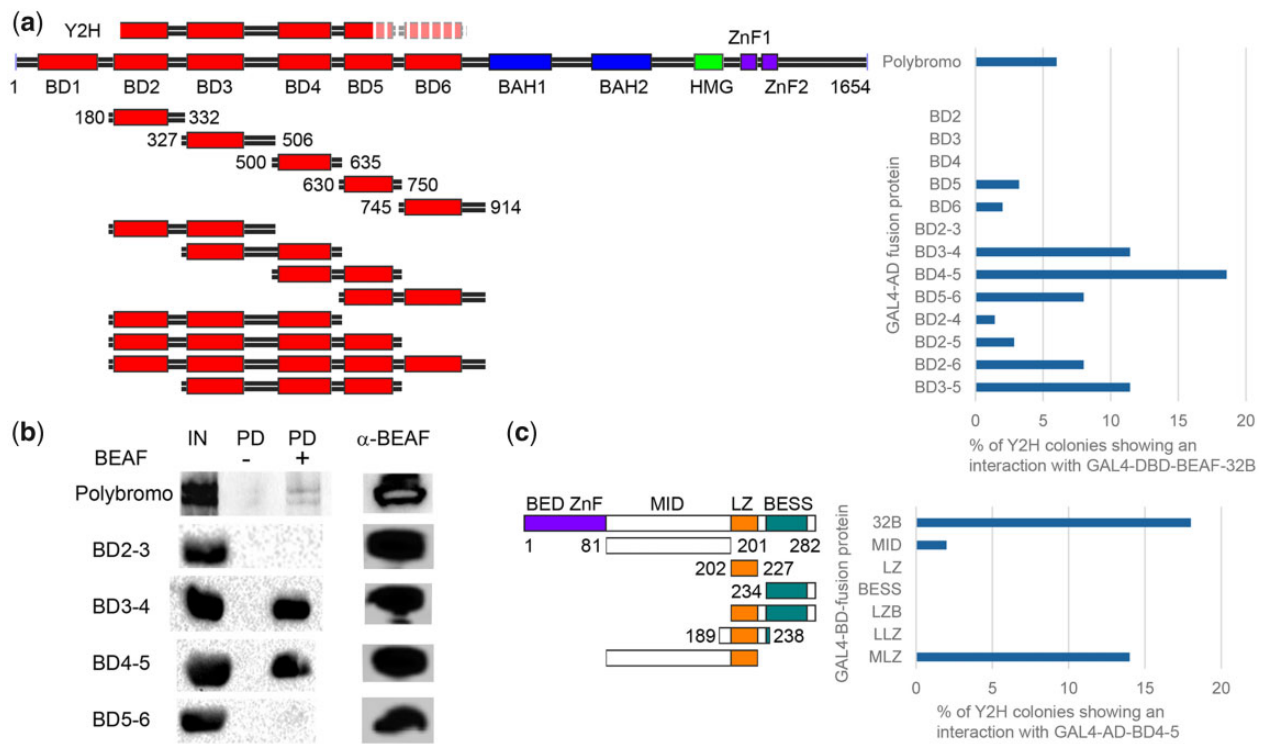 (a)
Y2H
ZnF1
1 BD1 BD2 BD3 BD4 BD5 BD6 BAH1 BAH2 HMG ZnF2 1654
180 332
327 506
500 635
630 750
745 914
GAL4-AD fusion protein
Polybromo
BD2
BD3
BD4
BD5
BD6
BD2-3
BD3-4
BD4-5
BD5-6
BD2-4
BD2-5
BD2-6
BD3-5
0 5 10 15 20
% of Y2H colonies showing an
interaction with GAL4-DBD-BEAF-32B
(b)
IN PD PD α-BEAF
BEAF - +
Polybromo
BD2-3
BD3-4
BD4-5
BD5-6
(c)
BED ZnF MID LZ BESS
1 81 201 282
202 227
234
189 238
GAL4-BD-fusion protein
32B
MID
LZ
BESS
LZB
LLZ
MLZ
0 5 10 15 20
% of Y2H colonies showing an
interaction with GAL4-AD-BD4-5